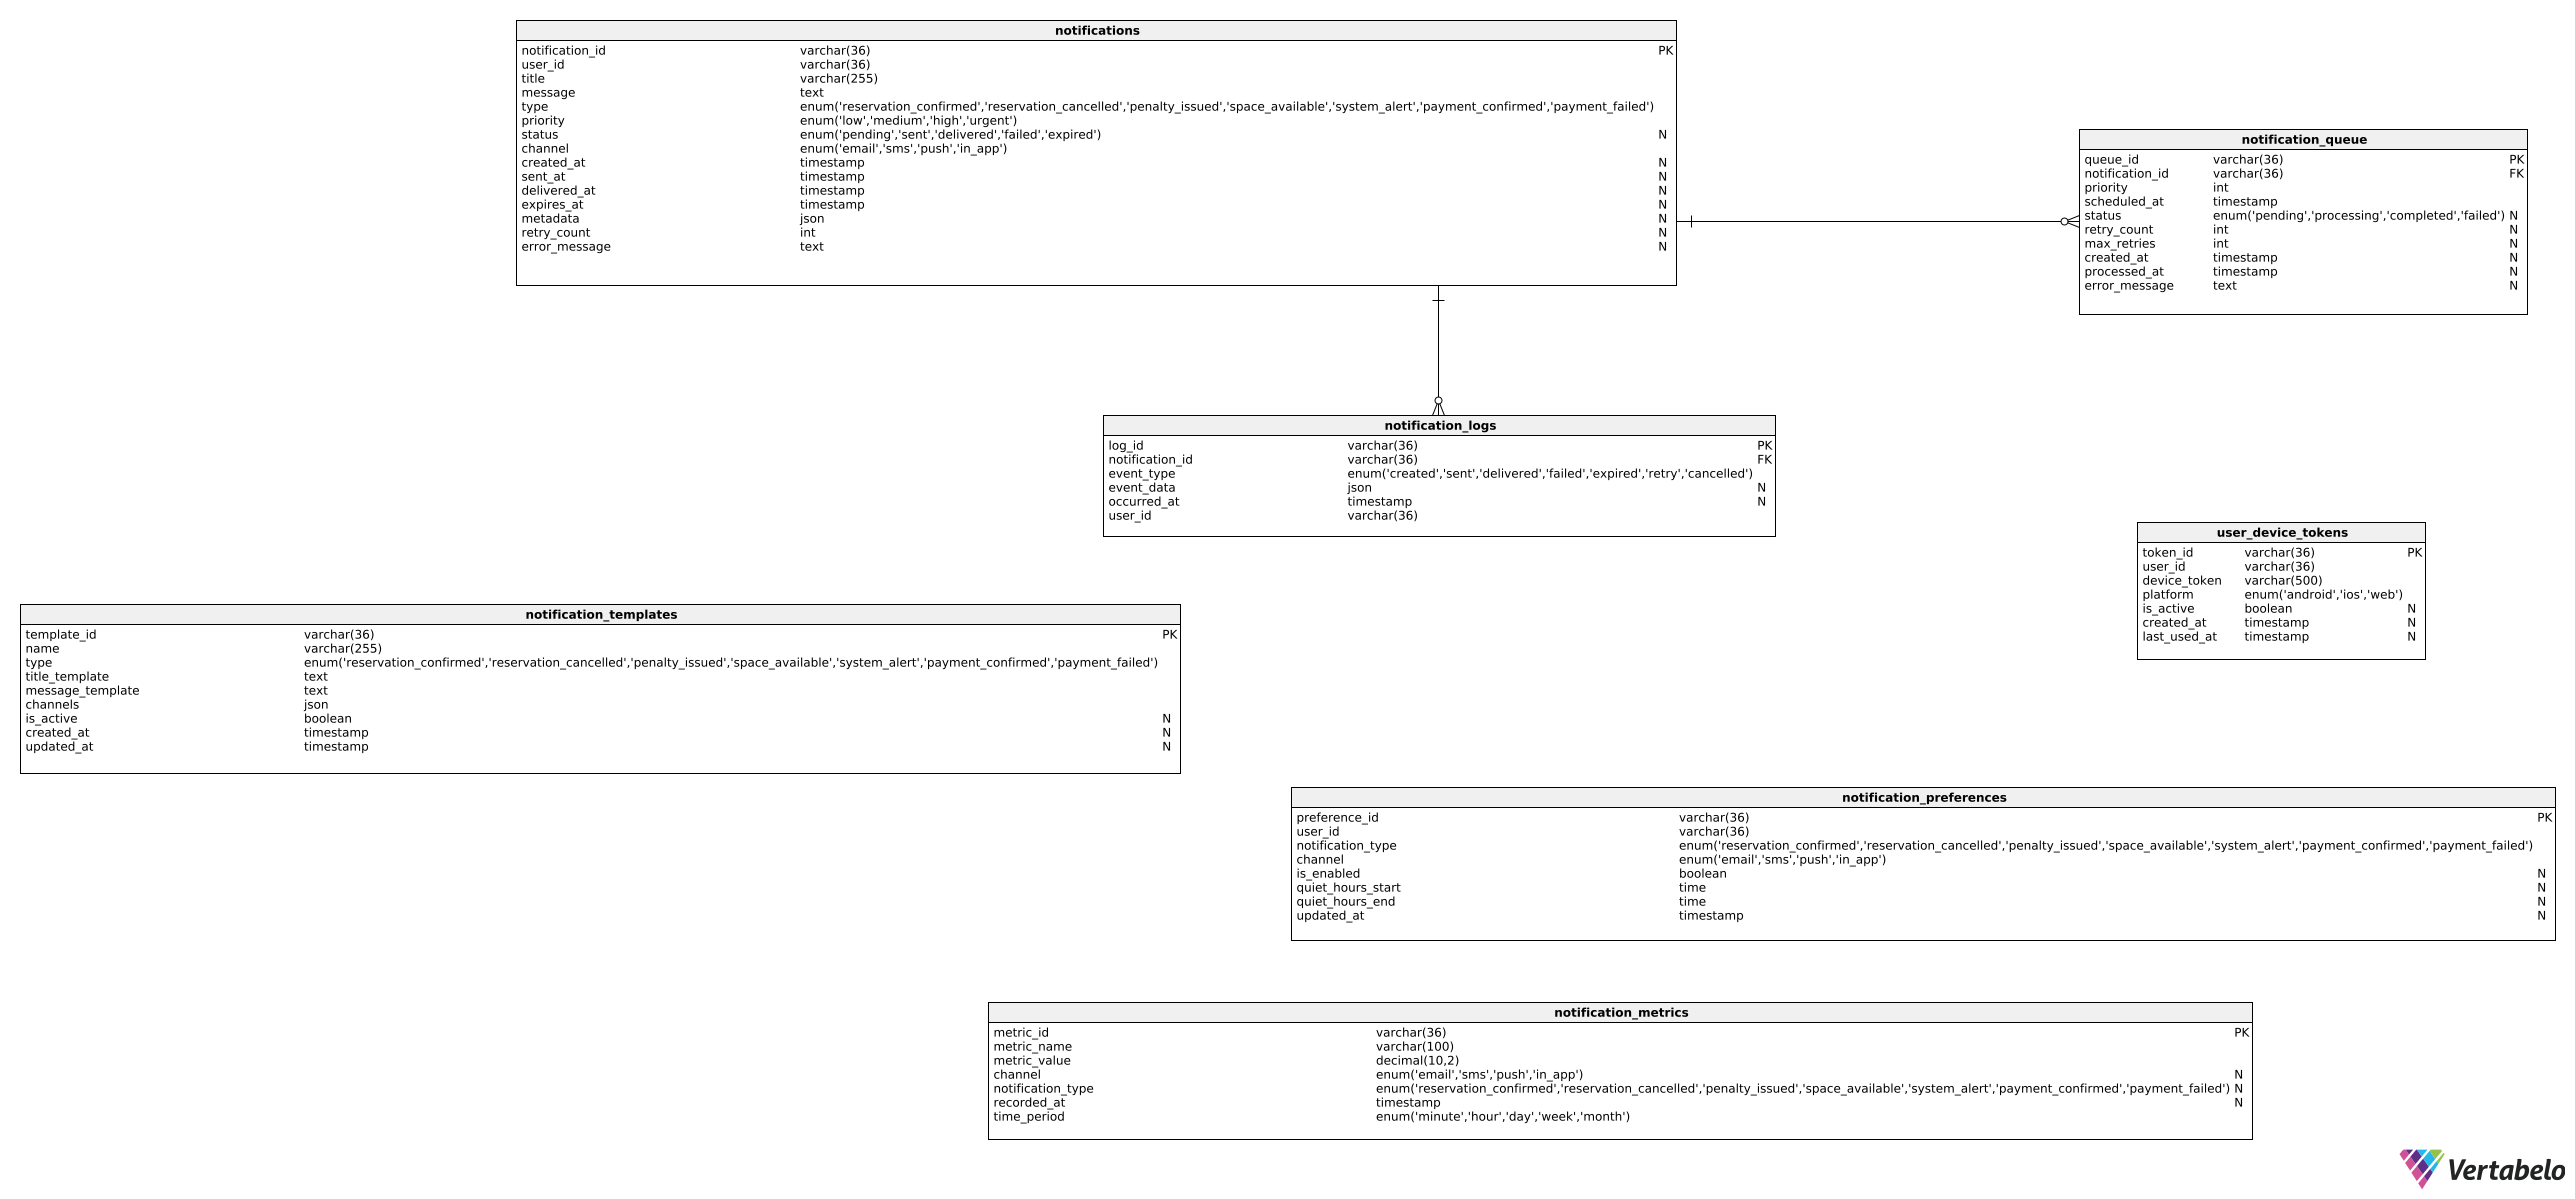 notifications
notification_id varchar(36) PK
user_id varchar(36)
title varchar(255)
message text
type enum('reservation_confirmed','reservation_cancelled','penalty_issued','space_available','system_alert','payment_confirmed','payment_failed')
priority enum('low','medium','high','urgent')
status enum('pending','sent','delivered','failed','expired') N
channel enum('email','sms','push','in_app')
created_at timestamp N
sent_at timestamp N
delivered_at timestamp N
expires_at timestamp N
metadata json N
retry_count int N
error_message text N
notification_queue
queue_id varchar(36) PK
notification_id varchar(36) FK
priority int
scheduled_at timestamp
status enum('pending','processing','completed','failed') N
retry_count int N
max_retries int N
created_at timestamp N
processed_at timestamp N
error_message text N
notification_logs
log_id varchar(36) PK
notification_id varchar(36) FK
event_type enum('created','sent','delivered','failed','expired','retry','cancelled')
event_data json N
occurred_at timestamp N
user_id varchar(36)
user_device_tokens
token_id varchar(36) PK
user_id varchar(36)
device_token varchar(500)
platform enum('android','ios','web')
is_active boolean N
created_at timestamp N
last_used_at timestamp N
notification_templates
template_id varchar(36) PK
name varchar(255)
type enum('reservation_confirmed','reservation_cancelled','penalty_issued','space_available','system_alert','payment_confirmed','payment_failed')
title_template text
message_template text
channels json
is_active boolean N
created_at timestamp N
updated_at timestamp N
notification_preferences
preference_id varchar(36) PK
user_id varchar(36)
notification_type enum('reservation_confirmed','reservation_cancelled','penalty_issued','space_available','system_alert','payment_confirmed','payment_failed')
channel enum('email','sms','push','in_app')
is_enabled boolean N
quiet_hours_start time N
quiet_hours_end time N
updated_at timestamp N
notification_metrics
metric_id varchar(36) PK
metric_name varchar(100)
metric_value decimal(10,2)
channel enum('email','sms','push','in_app') N
notification_type enum('reservation_confirmed','reservation_cancelled','penalty_issued','space_available','system_alert','payment_confirmed','payment_failed') N
recorded_at timestamp N
time_period enum('minute','hour','day','week','month')
Vertabelo